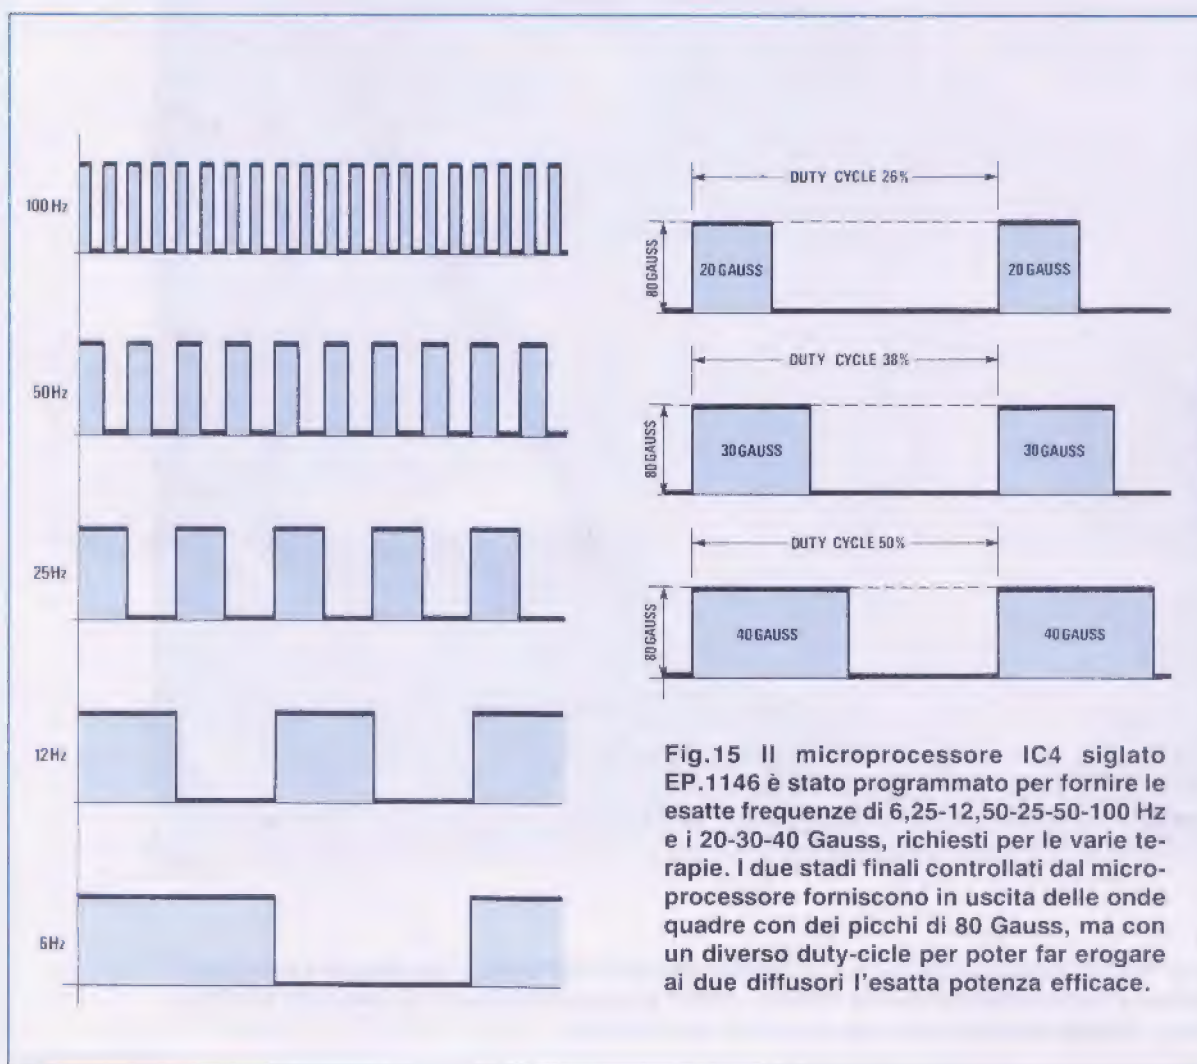 100 Hz
50Hz
25Hz
12Hz
6Hz
DUTY CYCLE 26%
80 GAUSS
20 GAUSS
20 GAUSS
DUTY CYCLE 38%
80 GAUSS
30 GAUSS
30 GAUSS
DUTY CYCLE 50%
80 GAUSS
40 GAUSS
40 GAUSS
Fig.15 Il microprocessore IC4 siglato
EP.1146 è stato programmato per fornire le
esatte frequenze di 6,25-12,50-25-50-100 Hz
e i 20-30-40 Gauss, richiesti per le varie te-
rapie. I due stadi finali controllati dal micro-
processore forniscono in uscita delle onde
quadre con dei picchi di 80 Gauss, ma con
un diverso duty-cicle per poter far erogare
ai due diffusori l'esatta potenza efficace.